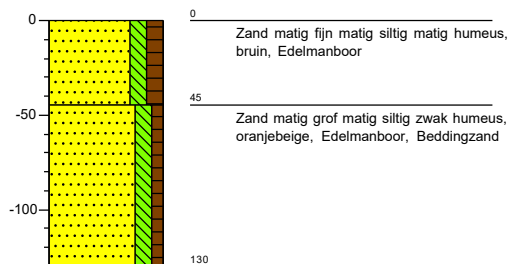 0
0
Zand matig fijn matig siltig matig humeus,
bruin, Edelmanboor
-50
45
Zand matig grof matig siltig zwak humeus,
oranjebeige, Edelmanboor, Beddingzand
-100
130